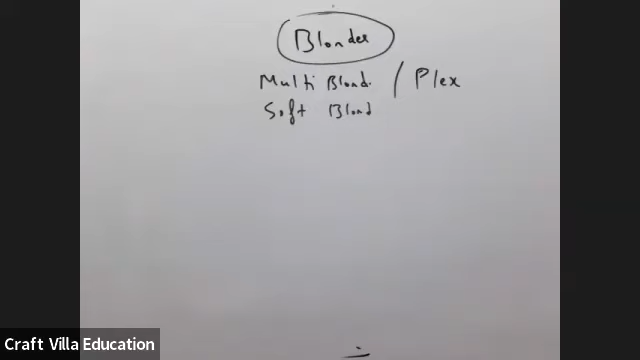 Blonder
Multi Blond / Plex
Soft Blond
Craft Villa Education